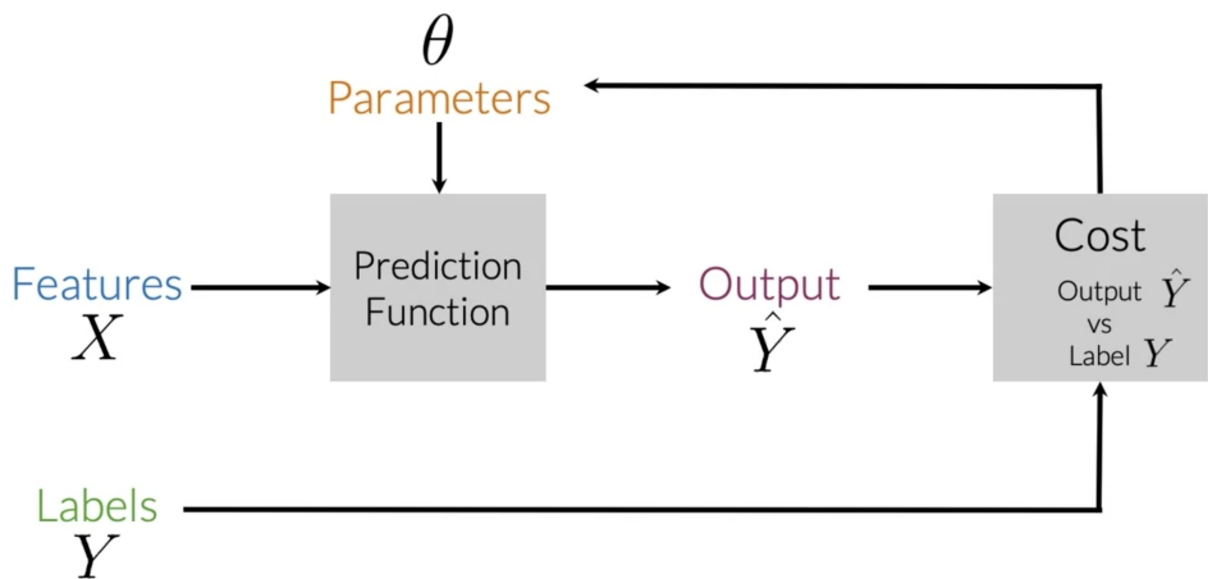 θ
Parameters
Features
X
Prediction
Function
Output
Ŷ
Cost
Output Ŷ
vs
Label Y
Labels
Y